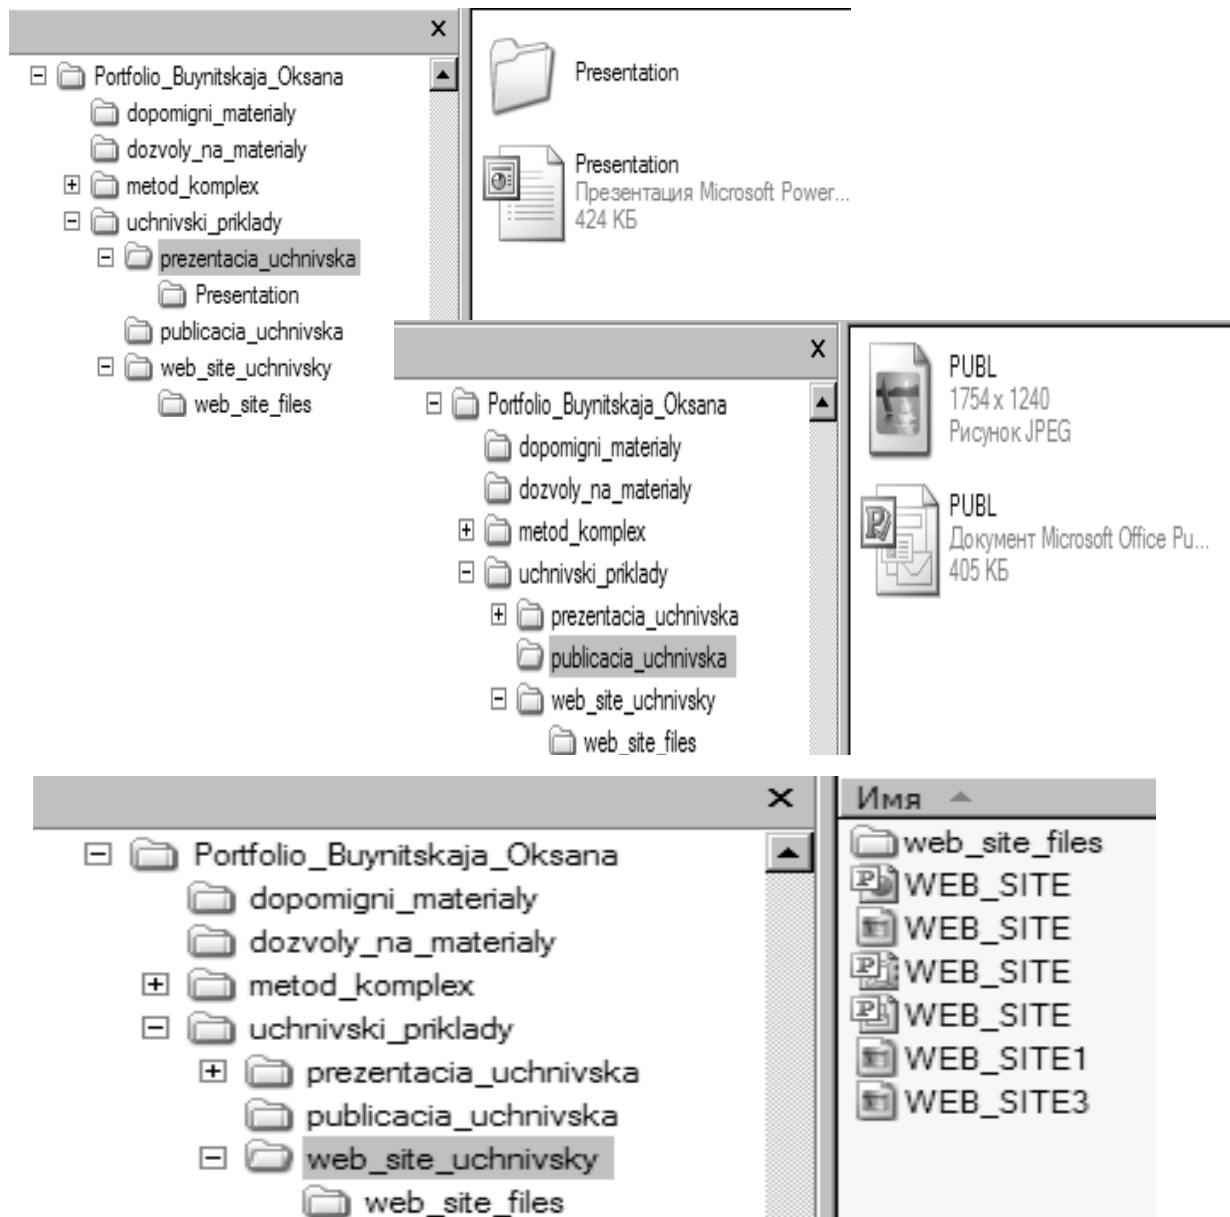 Portfolio_Buynitskaja_Oksana
dopomigni_materialy
dozvoly_na_materialy
metod_komplex
uchnivski_priklady
prezentacia_uchnivska
Presentation
publicacia_uchnivska
web_site_uchnivsky
web_site_files
Presentation
Presentation
Презентация Microsoft Power...
424 КБ
Portfolio_Buynitskaja_Oksana
dopomigni_materialy
dozvoly_na_materialy
metod_komplex
uchnivski_priklady
prezentacia_uchnivska
publicacia_uchnivska
web_site_uchnivsky
web_site_files
PUBL
1754 x 1240
Рисунок JPEG
PUBL
Документ Microsoft Office Pu...
405 КБ
Portfolio_Buynitskaja_Oksana
dopomigni_materialy
dozvoly_na_materialy
metod_komplex
uchnivski_priklady
prezentacia_uchnivska
publicacia_uchnivska
web_site_uchnivsky
web_site_files
Имя
web_site_files
WEB_SITE
WEB_SITE
WEB_SITE
WEB_SITE
WEB_SITE1
WEB_SITE3